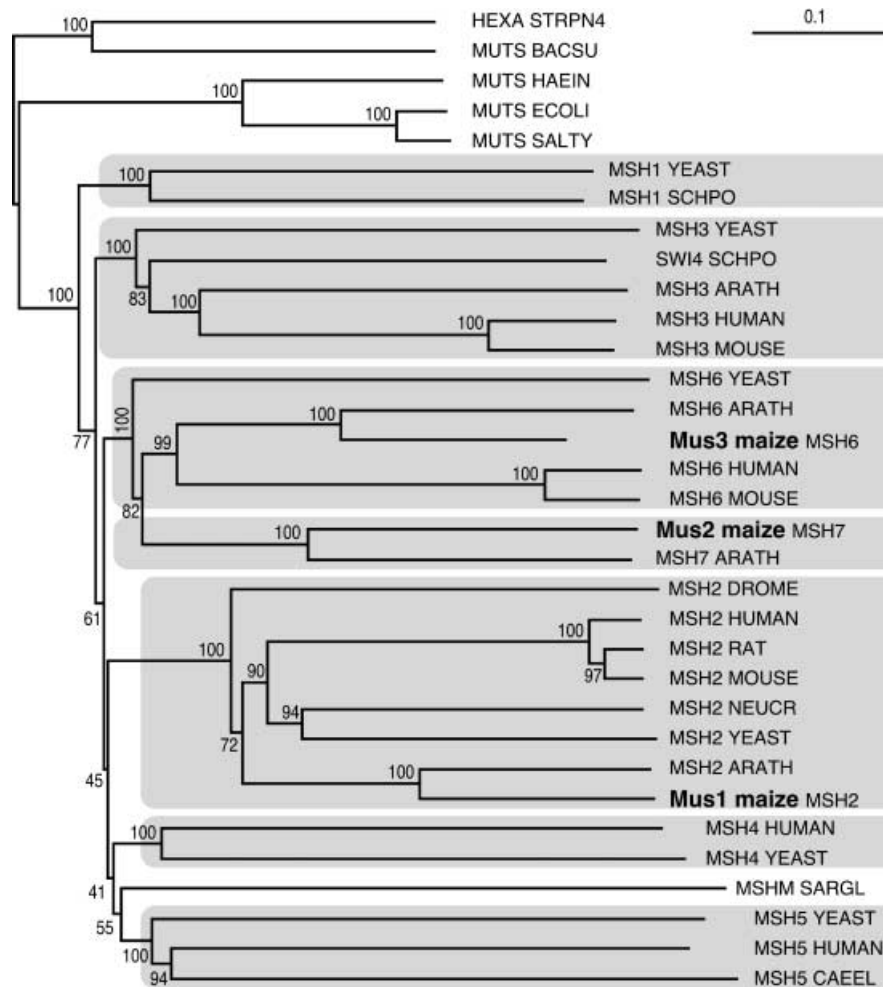 HEXA STRPN4
0.1
100
MUTS BACSU
MUTS HAEIN
100
MUTS ECOLI
100
MUTS SALTY
MSH1 YEAST
100
MSH1 SCHPO
MSH3 YEAST
100
SWI4 SCHPO
83
MSH3 ARATH
100
100
MSH3 HUMAN
100
MSH3 MOUSE
MSH6 YEAST
100
MSH6 ARATH
100
77
99
Mus3 maize MSH6
MSH6 HUMAN
100
MSH6 MOUSE
82
Mus2 maize MSH7
100
MSH7 ARATH
MSH2 DROME
61
MSH2 HUMAN
100
100
MSH2 RAT
90
97
MSH2 MOUSE
MSH2 NEUCR
94
72
MSH2 YEAST
MSH2 ARATH
45
100
Mus1 maize MSH2
MSH4 HUMAN
100
MSH4 YEAST
41
MSHM SARGL
55
MSH5 YEAST
100
MSH5 HUMAN
94
MSH5 CAEEL